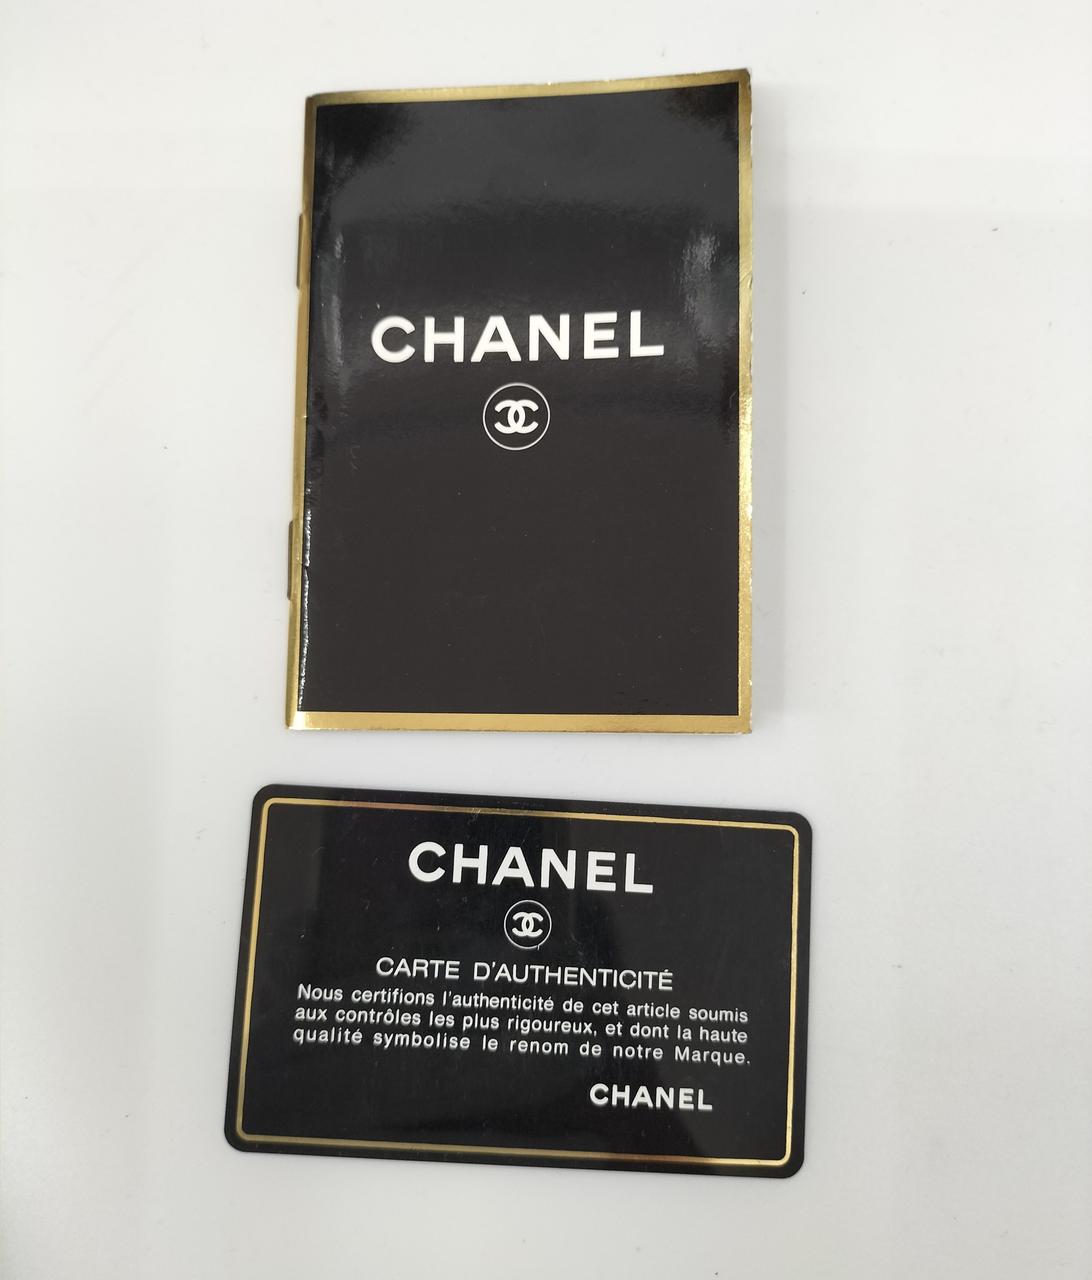 CHANEL
CHANEL
CARTE D'AUTHENTICITÉ
Nous certifions l'authenticité de cet article soumis
aux contrôles les plus rigoureux, et dont la haute
qualité symbolise le renom de notre Marque.
CHANEL